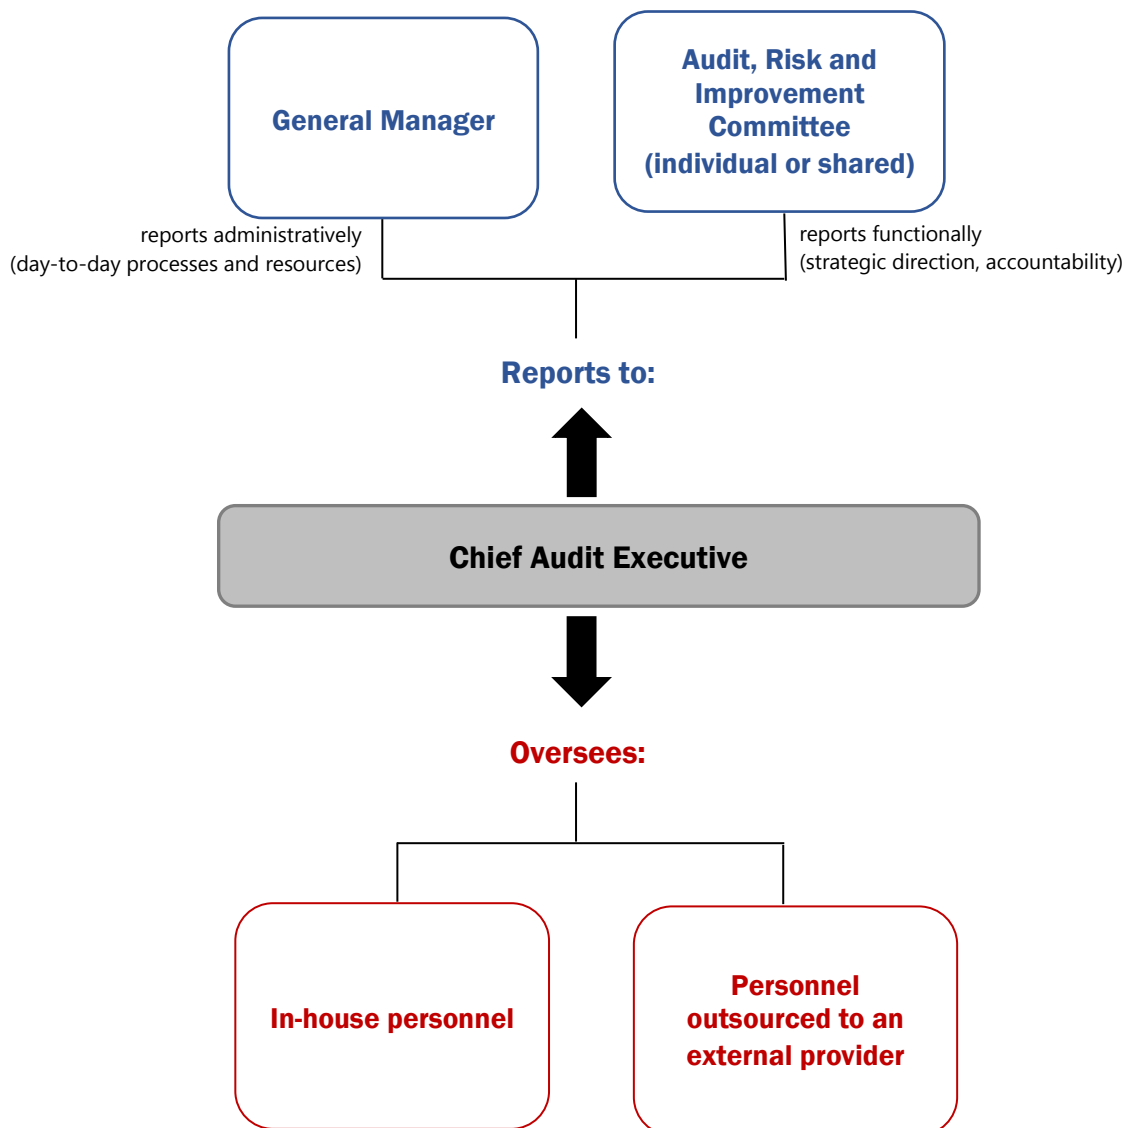 General Manager
Audit, Risk and
Improvement
Committee
(individual or shared)
reports administratively
(day-to-day processes and resources)
reports functionally
(strategic direction, accountability)
Reports to:
Chief Audit Executive
Oversees:
In-house personnel
Personnel
outsourced to an
external provider